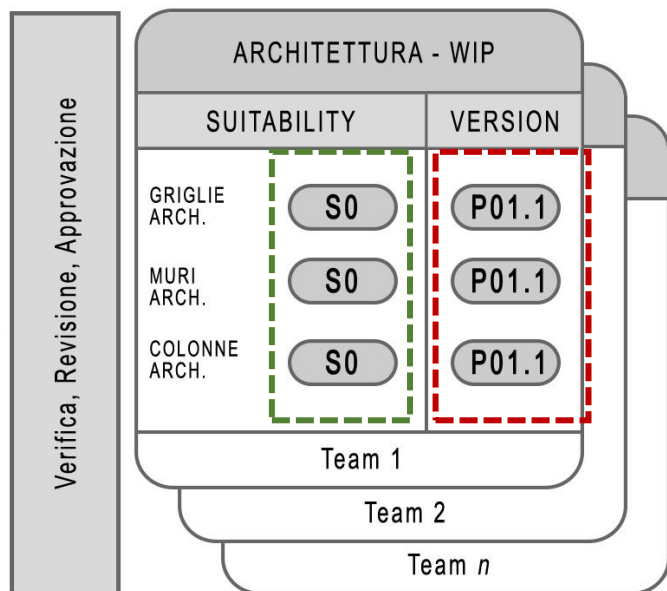 Verifica, Revisione, Approvazione
ARCHITETTURA - WIP
SUITABILITY
VERSION
GRIGLIE
ARCH.
S0
P01.1
MURI
ARCH.
S0
P01.1
COLONNE
ARCH.
S0
P01.1
Team 1
Team 2
Team n